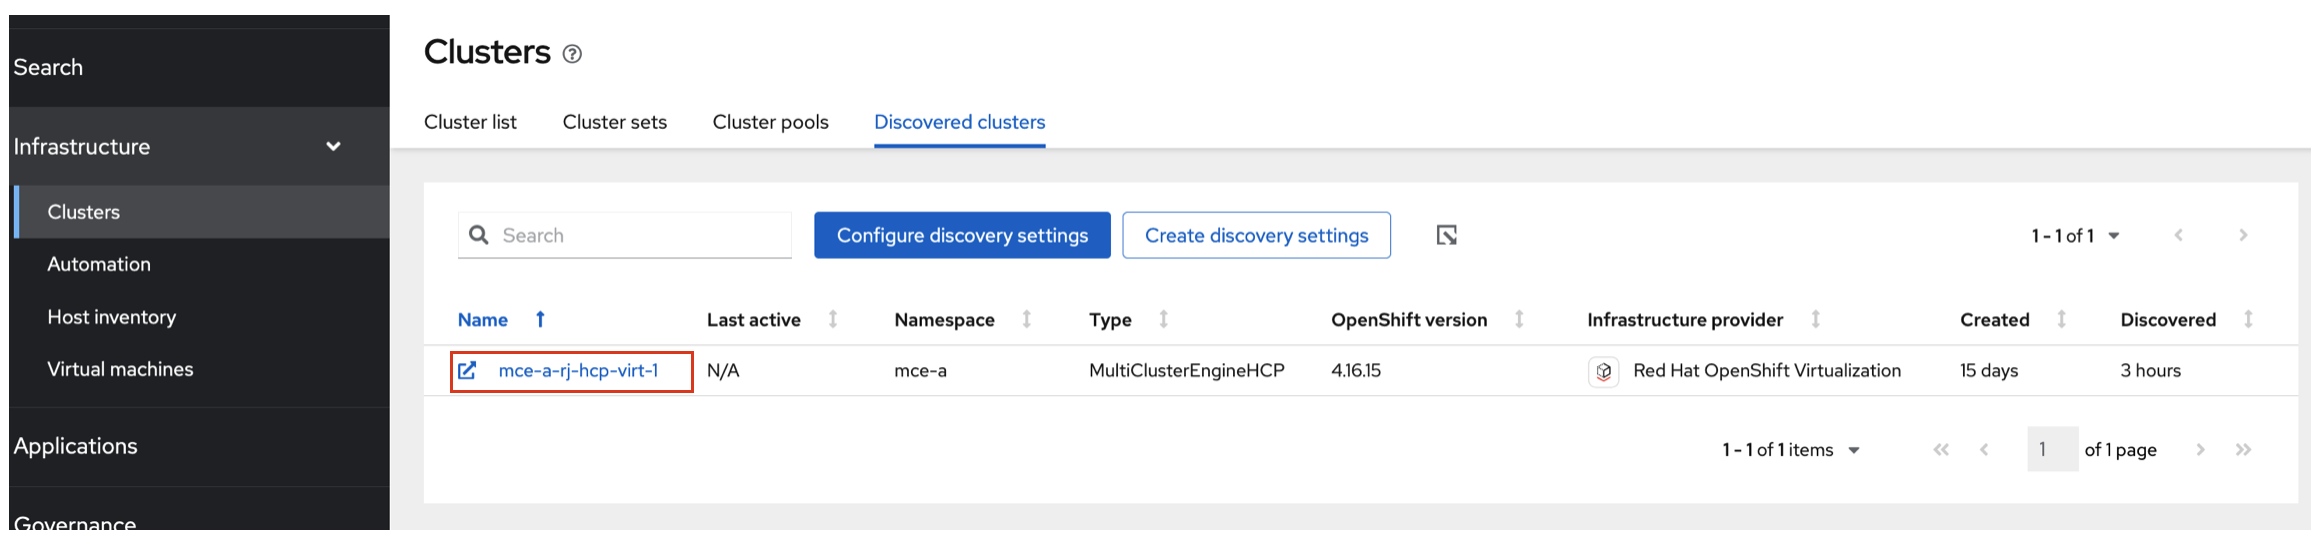 Search
Infrastructure
Clusters
Automation
Host inventory
Virtual machines
Applications
Governance
Clusters
Cluster list Cluster sets Cluster pools Discovered clusters
Search Configure discovery settings Create discovery settings 1 - 1 of 1
Name Last active Namespace Type OpenShift version Infrastructure provider Created Discovered
mce-a-rj-hcp-virt-1 N/A mce-a MultiClusterEngineHCP 4.16.15 Red Hat OpenShift Virtualization 15 days 3 hours
1 - 1 of 1 items 1 of 1 page